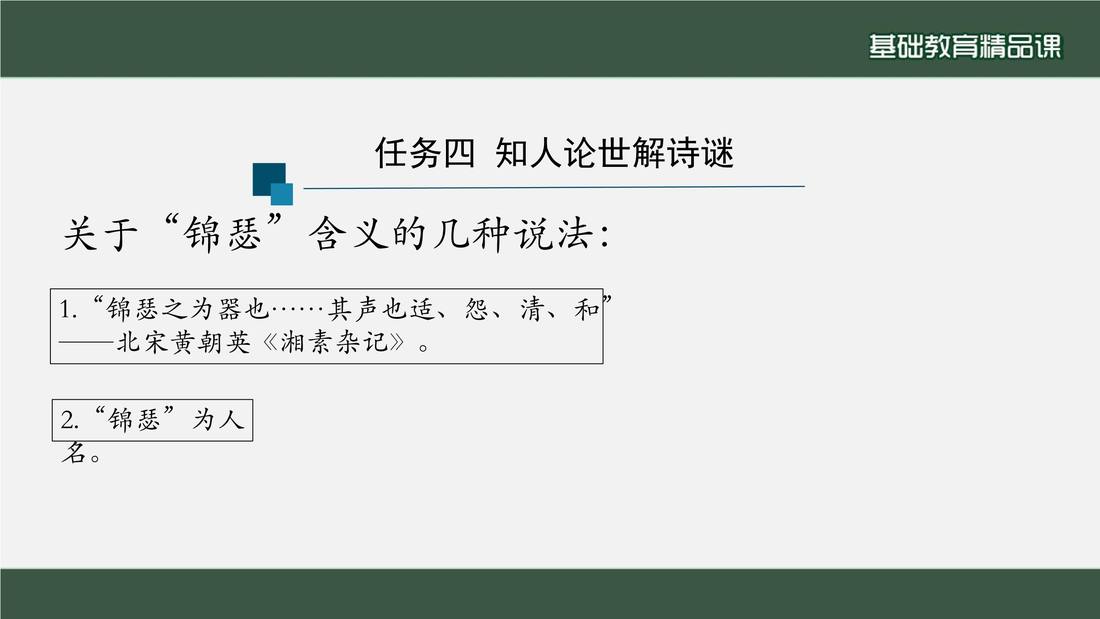 基础教育精品课
任务四 知人论世解诗谜
关于“锦瑟”含义的几种说法：
1.“锦瑟之为器也……其声也适、怨、清、和”
——北宋黄朝英《湘素杂记》。
2.“锦瑟”为人
名。